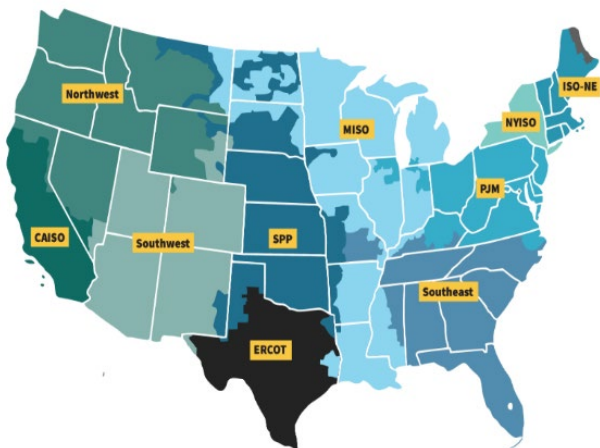 ISO-NE
Northwest
NYISO
MISO
PJM
CAISO
Southwest
SPP
Southeast
ERCOT